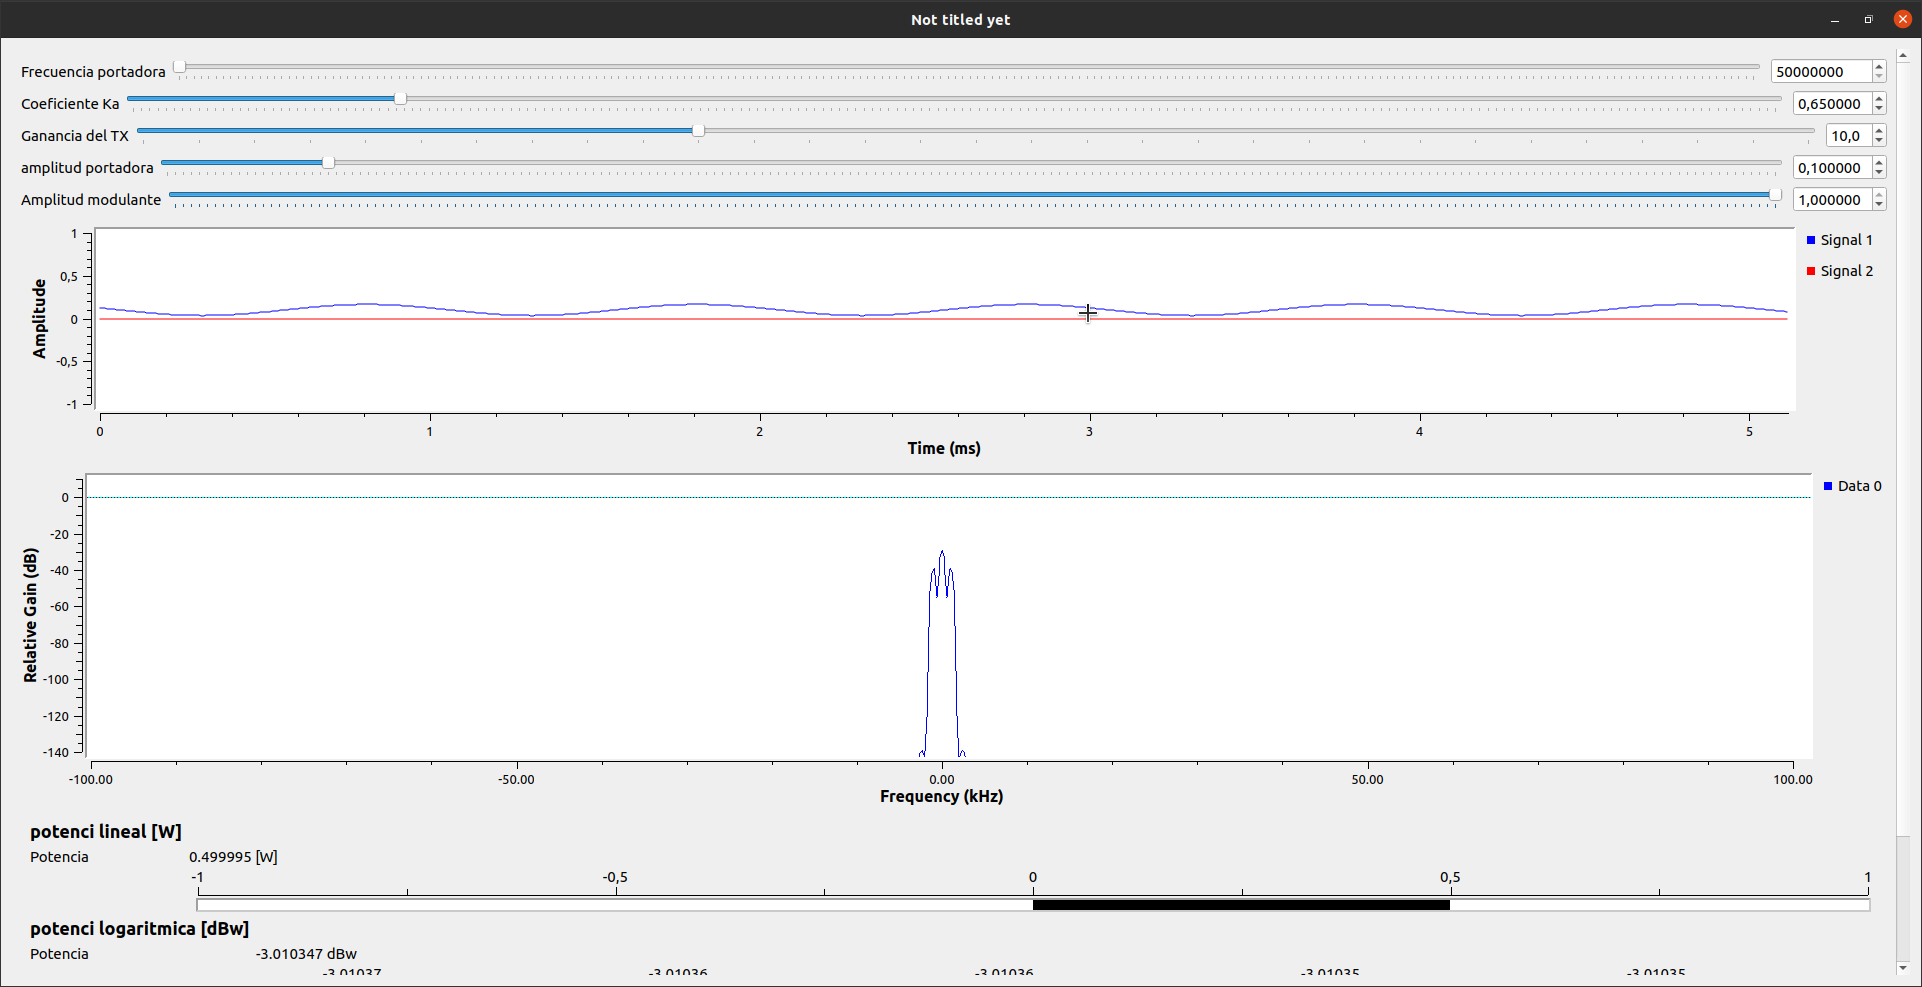 Not titled yet
Frecuencia portadora 50000000
Coeficiente Ka 0,650000
Ganancia del TX 10,0
amplitud portadora 0,100000
Amplitud modulante 1,000000
1
0,5
0
-0,5
-1
Amplitude
0 1 2 3 4 5
Time (ms)
Signal 1
Signal 2
0
-20
-40
-60
-80
-100
-120
-140
Relative Gain (dB)
-100.00 -50.00 0.00 50.00 100.00
Frequency (kHz)
Data 0
potenci lineal [W]
Potencia 0.499995 [W]
-1 -0,5 0 0,5 1
potenci logaritmica [dBw]
Potencia -3.010347 dBw
-3.01037 -3.01036 -3.01036 -3.01035 -3.01035